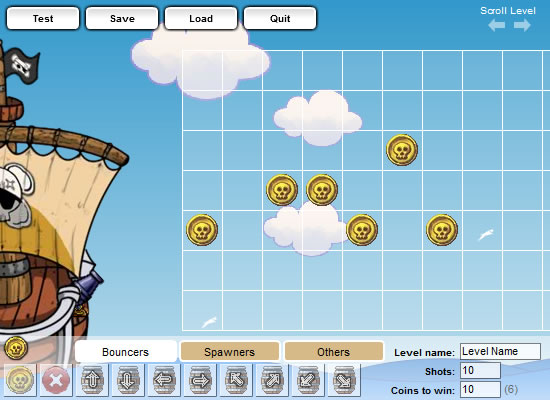 Test Save Load Quit
Scroll Level
Bouncers Spawners Others
Level name: Level Name
Shots: 10
Coins to win: 10 (6)